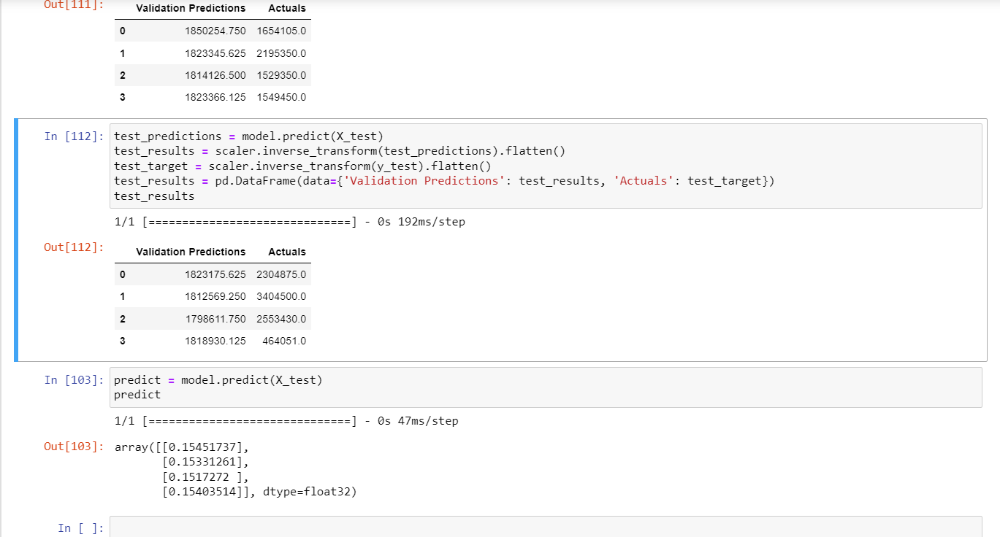 Out[111]:
Validation Predictions Actuals
0 1850254.750 1654105.0
1 1823345.625 2195350.0
2 1814126.500 1529350.0
3 1823366.125 1549450.0
In [112]: test_predictions = model.predict(X_test)
test_results = scaler.inverse_transform(test_predictions).flatten()
test_target = scaler.inverse_transform(y_test).flatten()
test_results = pd.DataFrame(data={'Validation Predictions': test_results, 'Actuals': test_target})
test_results
1/1 [==============================] - 0s 192ms/step
Out[112]:
Validation Predictions Actuals
0 1823175.625 2304875.0
1 1812569.250 3404500.0
2 1798611.750 2553430.0
3 1818930.125 464051.0
In [103]: predict = model.predict(X_test)
predict
1/1 [==============================] - 0s 47ms/step
Out[103]: array([[0.15451737],
[0.15331261],
[0.1517272 ],
[0.15403514]], dtype=float32)
In [ ]: